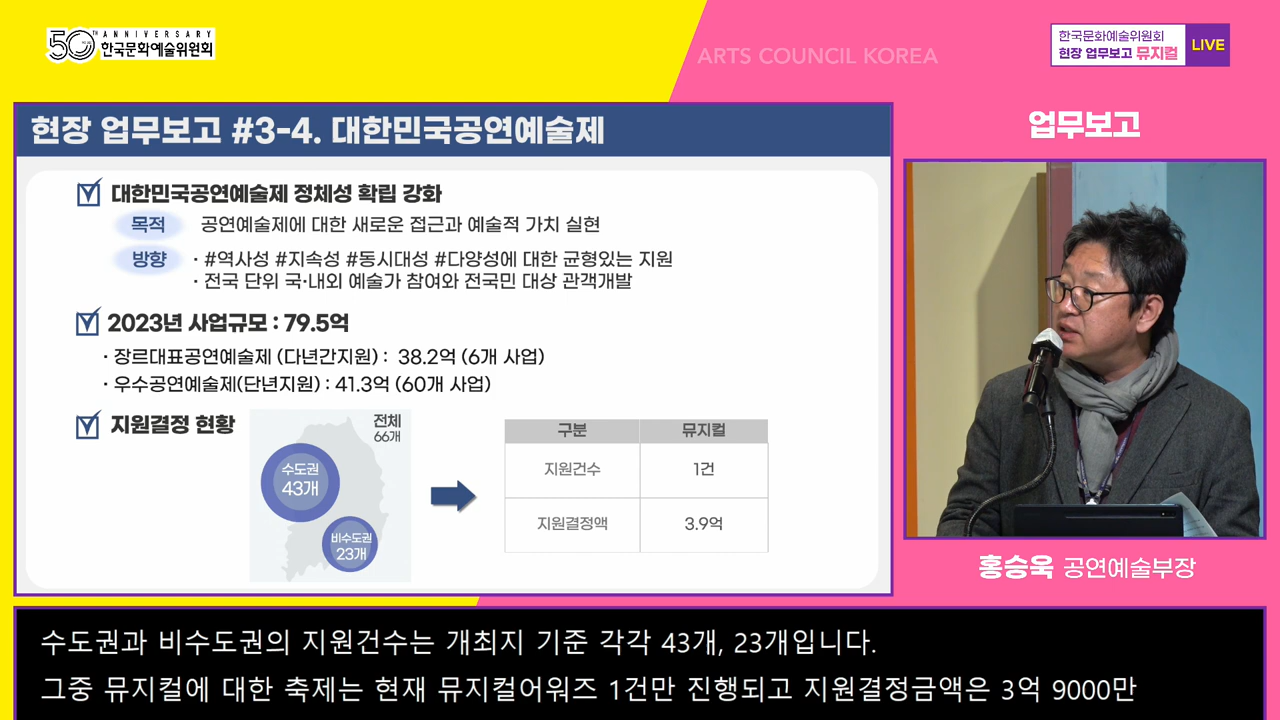 50TH ANNIVERSARY
한국문화예술위원회
ARTS COUNCIL KOREA
한국문화예술위원회
현장 업무보고 뮤지컬
LIVE
현장 업무보고 #3-4. 대한민국공연예술제
대한민국공연예술제 정체성 확립 강화
목적 공연예술제에 대한 새로운 접근과 예술적 가치 실현
방향 · #역사성 #지속성 #동시대성 #다양성에 대한 균형있는 지원
· 전국 단위 국·내외 예술가 참여와 전국민 대상 관객개발
2023년 사업규모 : 79.5억
· 장르대표공연예술제 (다년간지원) : 38.2억 (6개 사업)
· 우수공연예술제(단년지원) : 41.3억 (60개 사업)
지원결정 현황
전체
66개
수도권
43개
비수도권
23개
구분 뮤지컬
지원건수 1건
지원결정액 3.9억
업무보고
홍승욱 공연예술부장
수도권과 비수도권의 지원건수는 개최지 기준 각각 43개, 23개입니다.
그중 뮤지컬에 대한 축제는 현재 뮤지컬어워즈 1건만 진행되고 지원결정금액은 3억 9000만